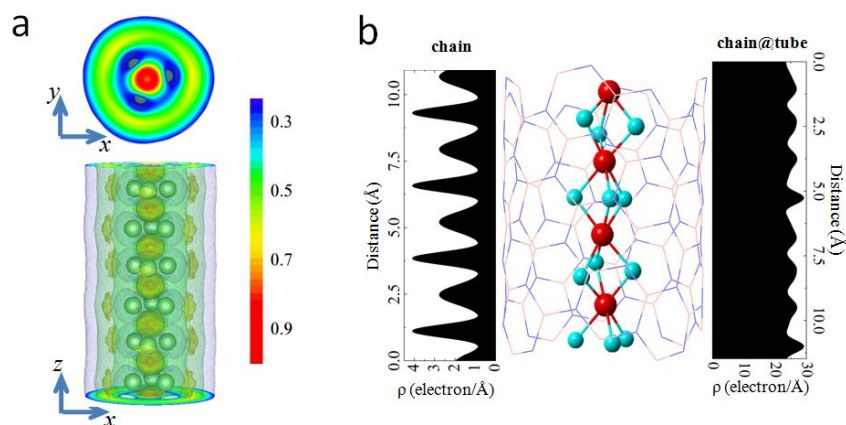 a
y
x
z
x
0.3
0.5
0.7
0.9
b
chain
Distance (Å)
10.0
7.5
5.0
2.5
0.0
4 3 2 1 0
ρ (electron/Å)
chain@tube
0.0
2.5
5.0
7.5
10.0
Distance (Å)
0 10 20 30
ρ (electron/Å)